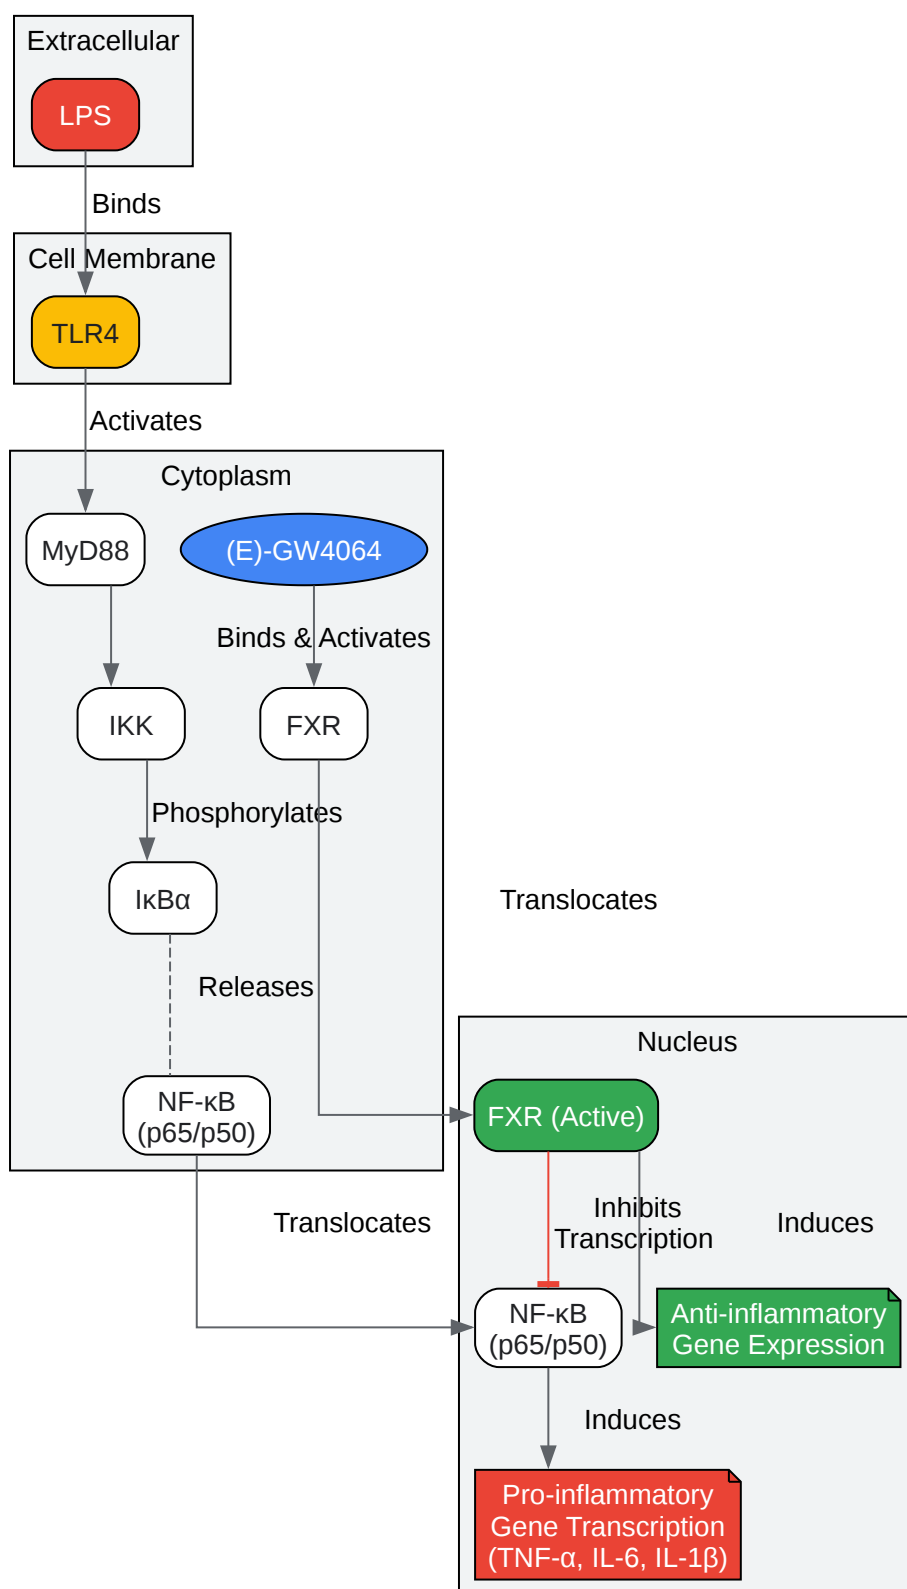 Extracellular
LPS
Binds
Cell Membrane
TLR4
Activates
Cytoplasm
MyD88
(E)-GW4064
Binds & Activates
IKK
FXR
Phosphorylates
IκBα
Translocates
Releases
Nucleus
NF-κB
(p65/p50)
FXR (Active)
Translocates
Inhibits
Transcription
Induces
NF-κB
(p65/p50)
Anti-inflammatory
Gene Expression
Induces
Pro-inflammatory
Gene Transcription
(TNF-α, IL-6, IL-1β)